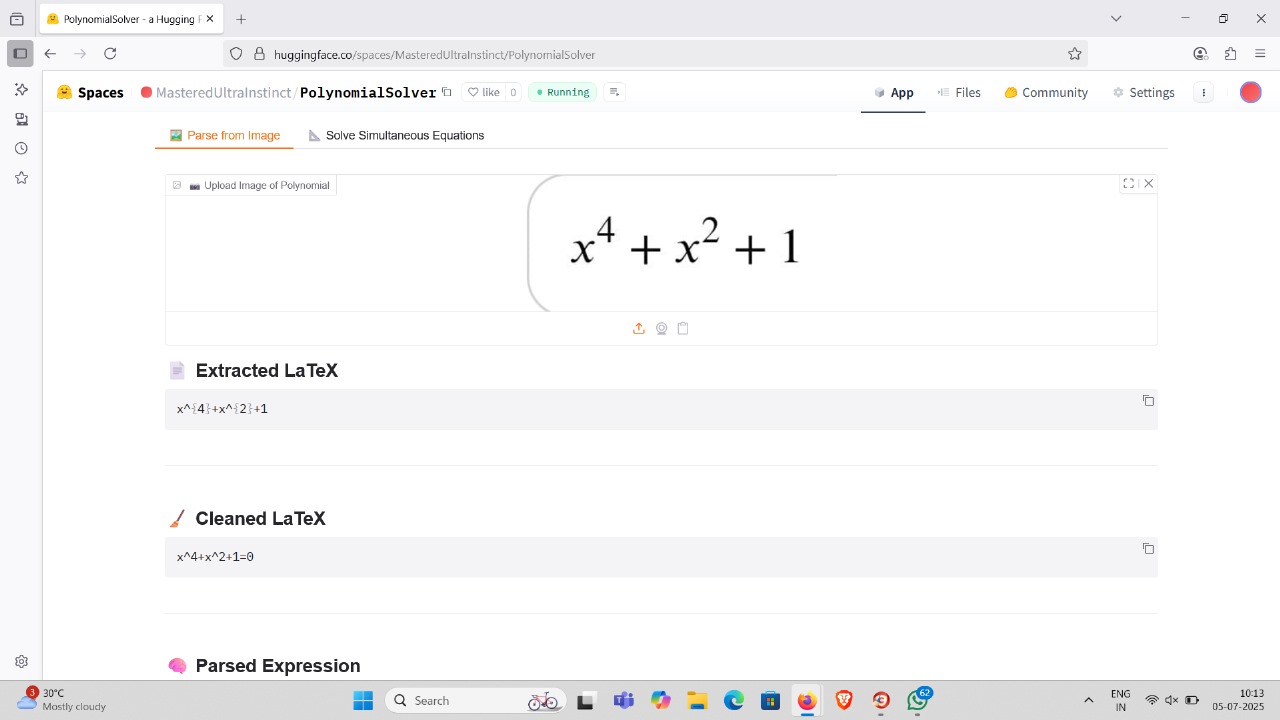 PolynomialSolver - a Hugging F
huggingface.co/spaces/MasteredUltraInstinct/PolynomialSolver
Spaces MasteredUltraInstinct/PolynomialSolver like 0 Running App Files Community Settings
Parse from Image Solve Simultaneous Equations
Upload Image of Polynomial
x⁴ + x² + 1
Extracted LaTeX
x^{4}+x^{2}+1
Cleaned LaTeX
x^4+x^2+1=0
Parsed Expression
3 30°C
Mostly cloudy
Search
62
ENG
IN
10:13
05-07-2025